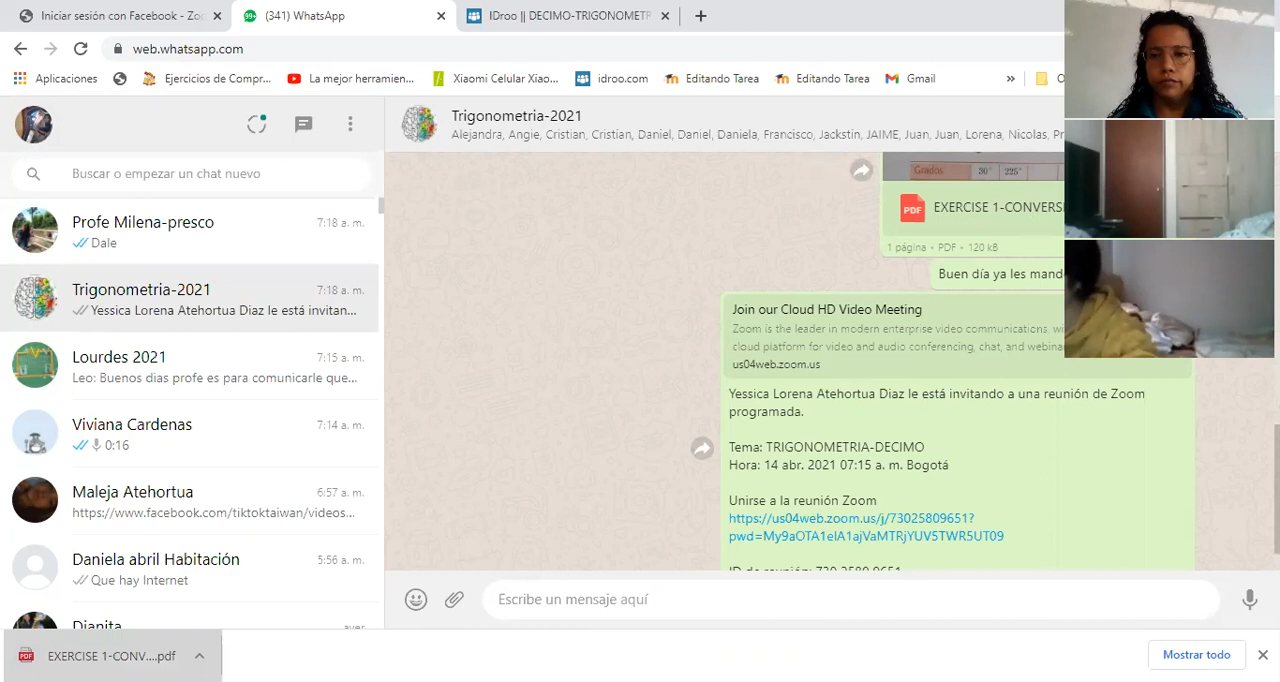 Iniciar sesión con Facebook - Zo
(341) WhatsApp
IDroo || DECIMO-TRIGONOMETR
web.whatsapp.com
Aplicaciones
Ejercicios de Compr...
La mejor herramien...
Xiaomi Celular Xiao...
idroo.com
Editando Tarea
Editando Tarea
Gmail
»
Trigonometria-2021
Alejandra, Angie, Cristian, Cristian, Daniel, Daniel, Daniela, Francisco, Jackstin, JAIME, Juan, Juan, Lorena, Nicolas, Pr
Buscar o empezar un chat nuevo
Profe Milena-presco 7:18 a. m.
Dale
Trigonometria-2021 7:18 a. m.
Yessica Lorena Atehortua Diaz le está invitan...
Lourdes 2021 7:15 a. m.
Leo: Buenos dias profe es para comunicarle que...
Viviana Cardenas 7:14 a. m.
0:16
Maleja Atehortua 6:57 a. m.
https://www.facebook.com/tiktoktaiwan/videos...
Daniela abril Habitación 5:56 a. m.
Que hay Internet
Dianita ayer
Grados 30° 225°
PDF EXERCISE 1-CONVERSI
1 página • PDF • 120 kB
Buen día ya les mand
Join our Cloud HD Video Meeting
Zoom is the leader in modern enterprise video communications, wi
cloud platform for video and audio conferencing, chat, and webina
us04web.zoom.us
Yessica Lorena Atehortua Diaz le está invitando a una reunión de Zoom
programada.
Tema: TRIGONOMETRIA-DECIMO
Hora: 14 abr. 2021 07:15 a. m. Bogotá
Unirse a la reunión Zoom
https://us04web.zoom.us/j/73025809651?
pwd=My9aOTA1elA1ajVaMTRjYUV5TWR5UT09
ID de reunión: 730 2580 9651
Escribe un mensaje aquí
EXERCISE 1-CONV....pdf
Mostrar todo